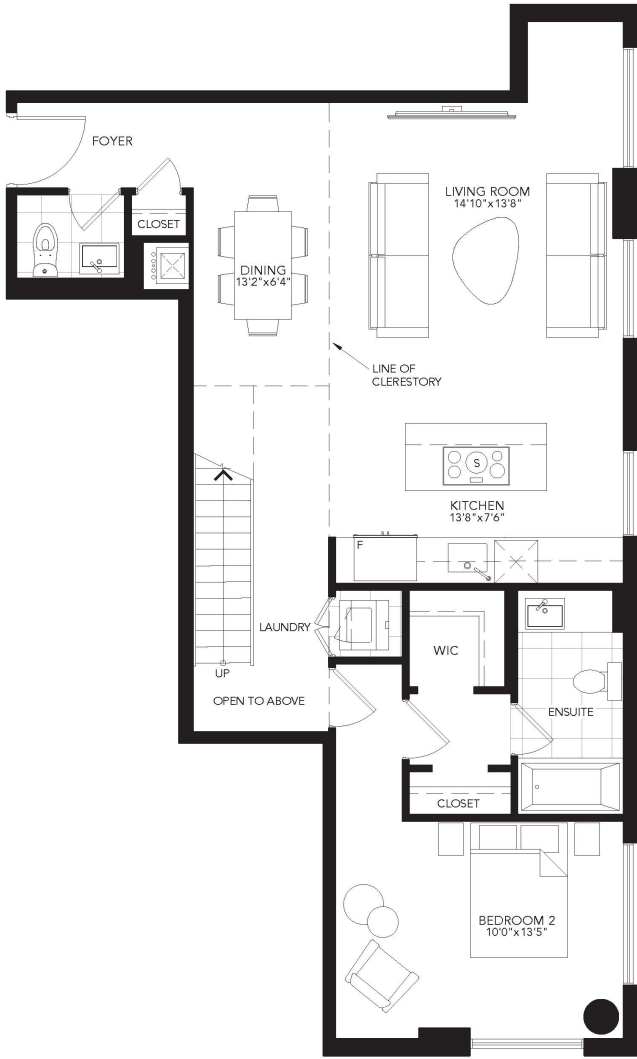 FOYER
CLOSET
LIVING ROOM
14'10"x13'8"
DINING
13'2"x6'4"
LINE OF
CLERESTORY
S
KITCHEN
13'8"x7'6"
F
LAUNDRY
WIC
UP
OPEN TO ABOVE
ENSUITE
CLOSET
BEDROOM 2
10'0"x13'5"